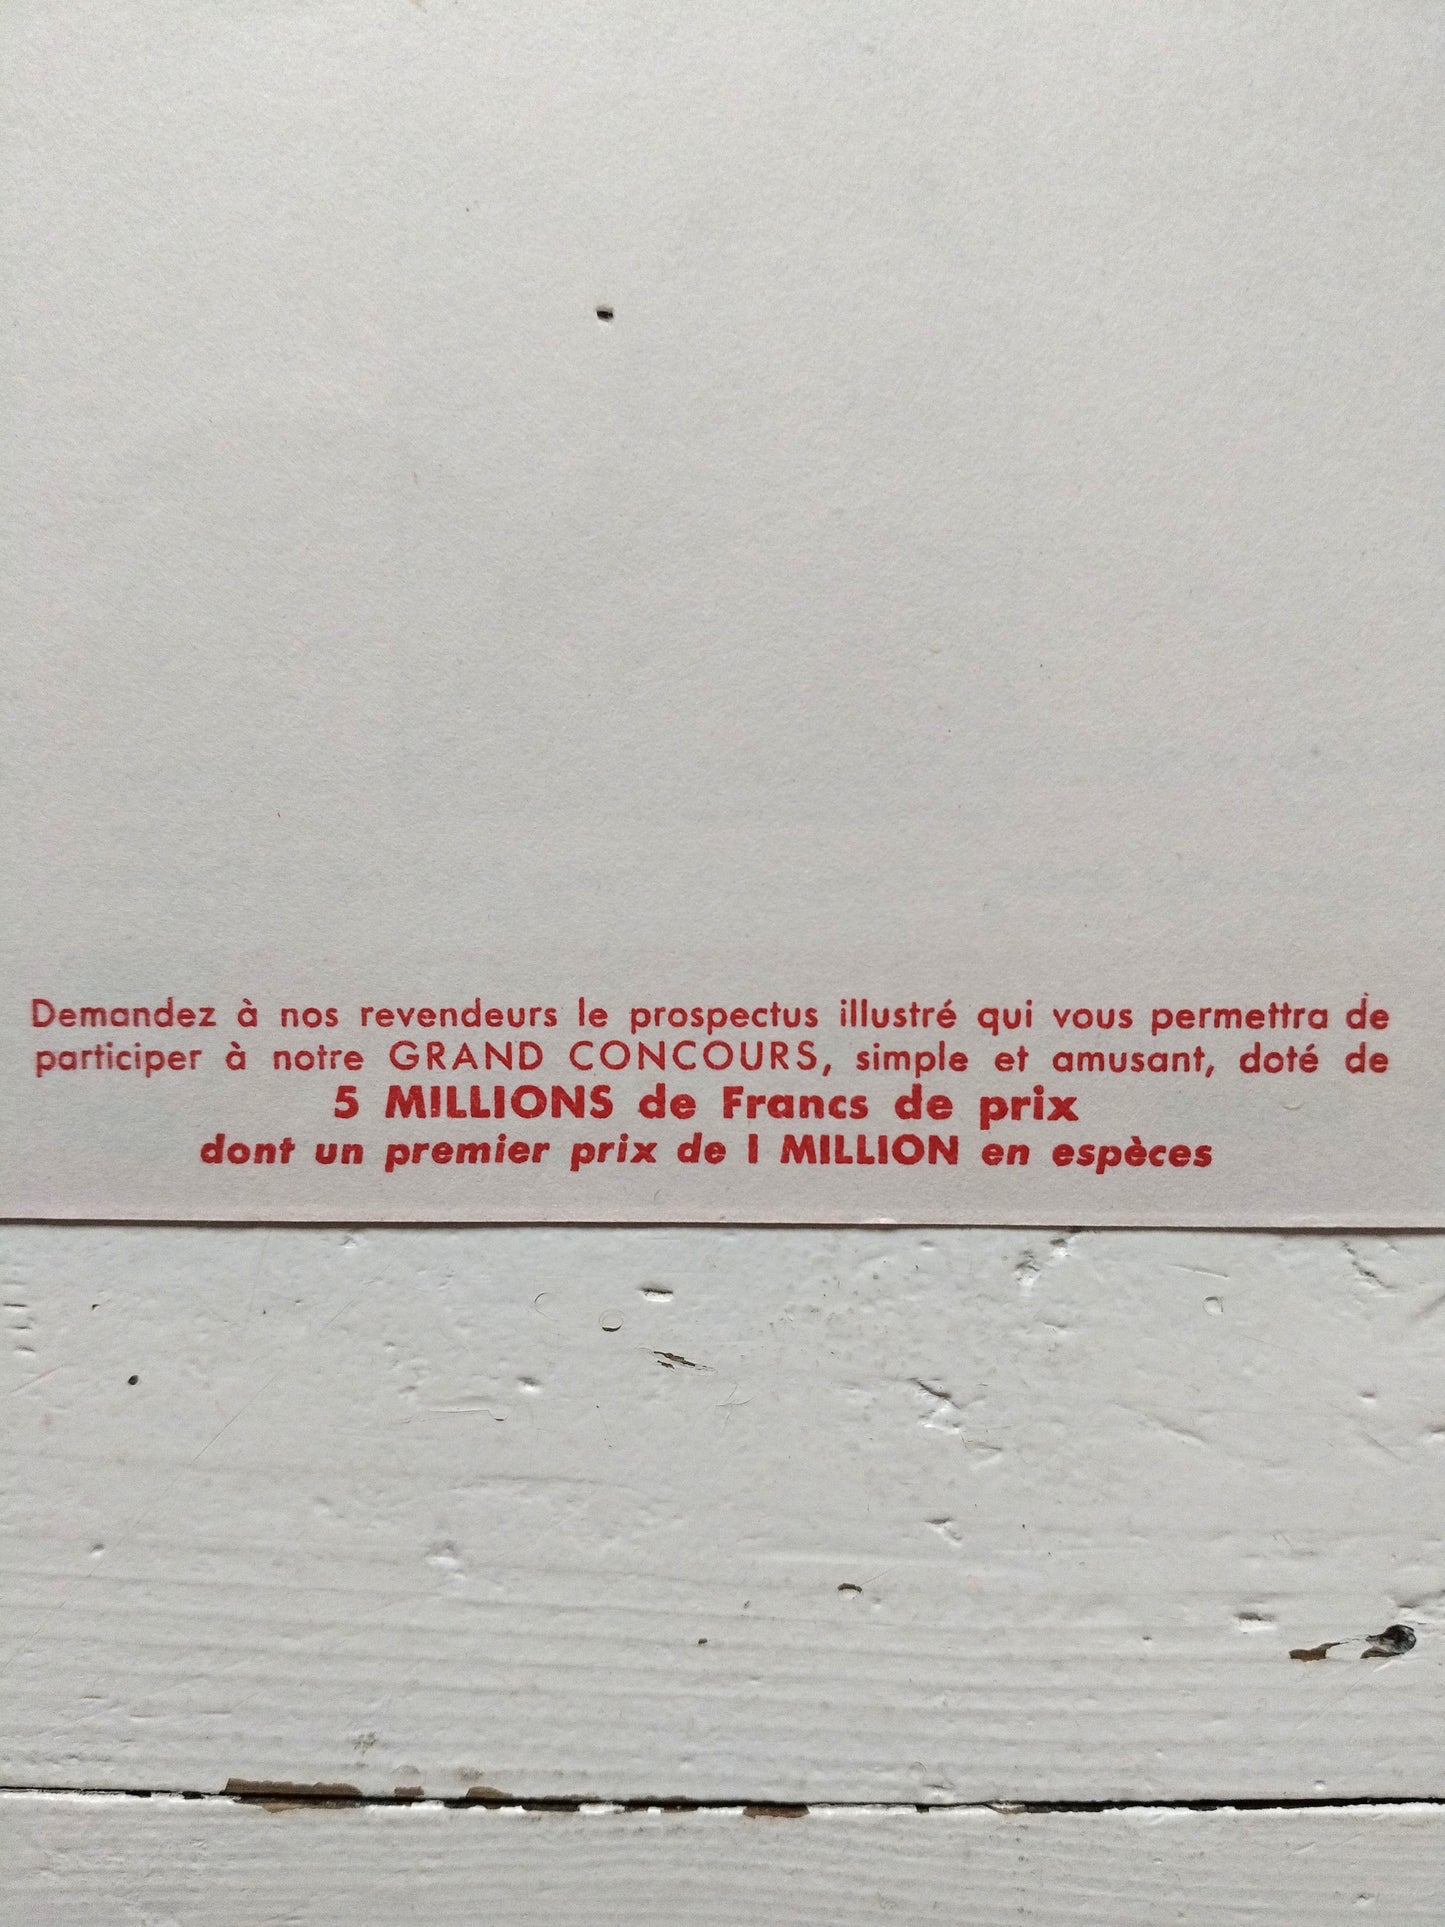 Demandez à nos revendeurs le prospectus illustré qui vous permettra de
participer à notre GRAND CONCOURS, simple et amusant, doté de
5 MILLIONS de Francs de prix
dont un premier prix de 1 MILLION en espèces